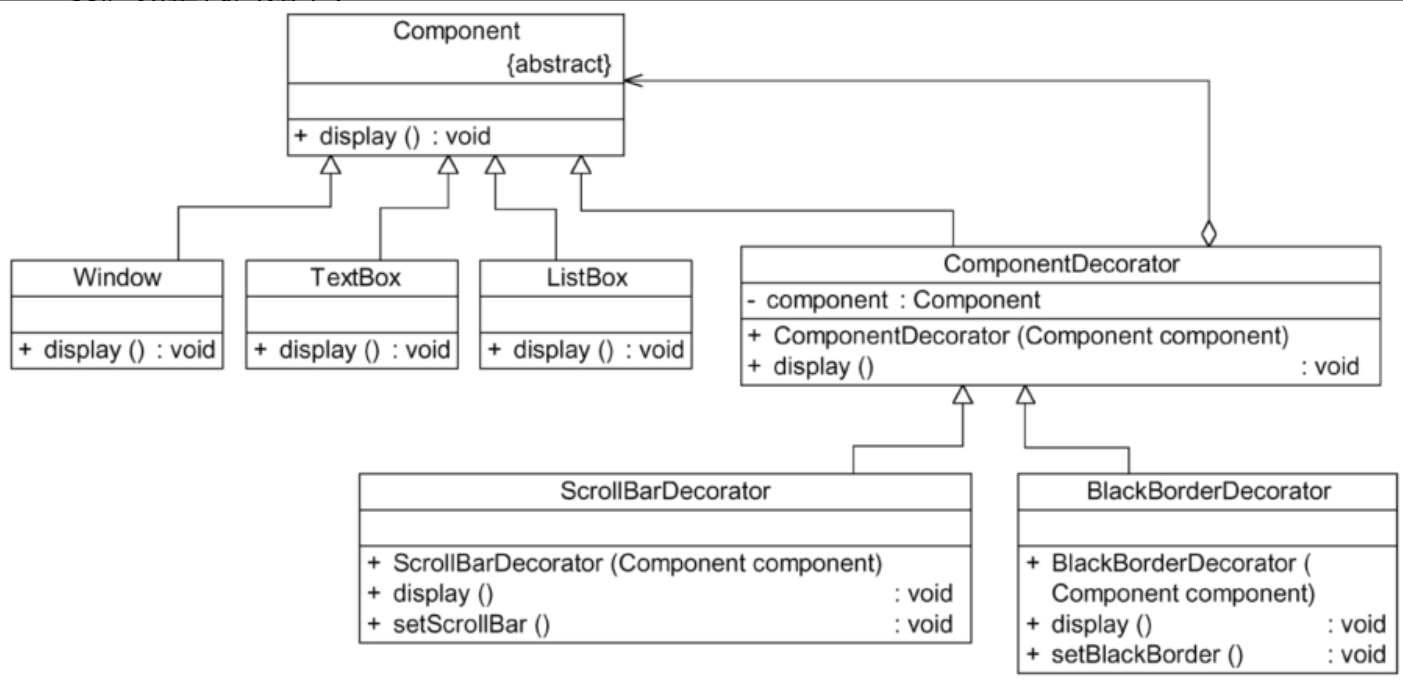 Component
{abstract}
+ display () : void
Window
+ display () : void
TextBox
+ display () : void
ListBox
+ display () : void
ComponentDecorator
- component : Component
+ ComponentDecorator (Component component)
+ display () : void
ScrollBarDecorator
+ ScrollBarDecorator (Component component)
+ display () : void
+ setScrollBar () : void
BlackBorderDecorator
+ BlackBorderDecorator (
Component component)
+ display () : void
+ setBlackBorder () : void